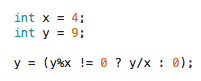 int x = 4;
int y = 9;
y = (y%x != 0 ? y/x : 0);